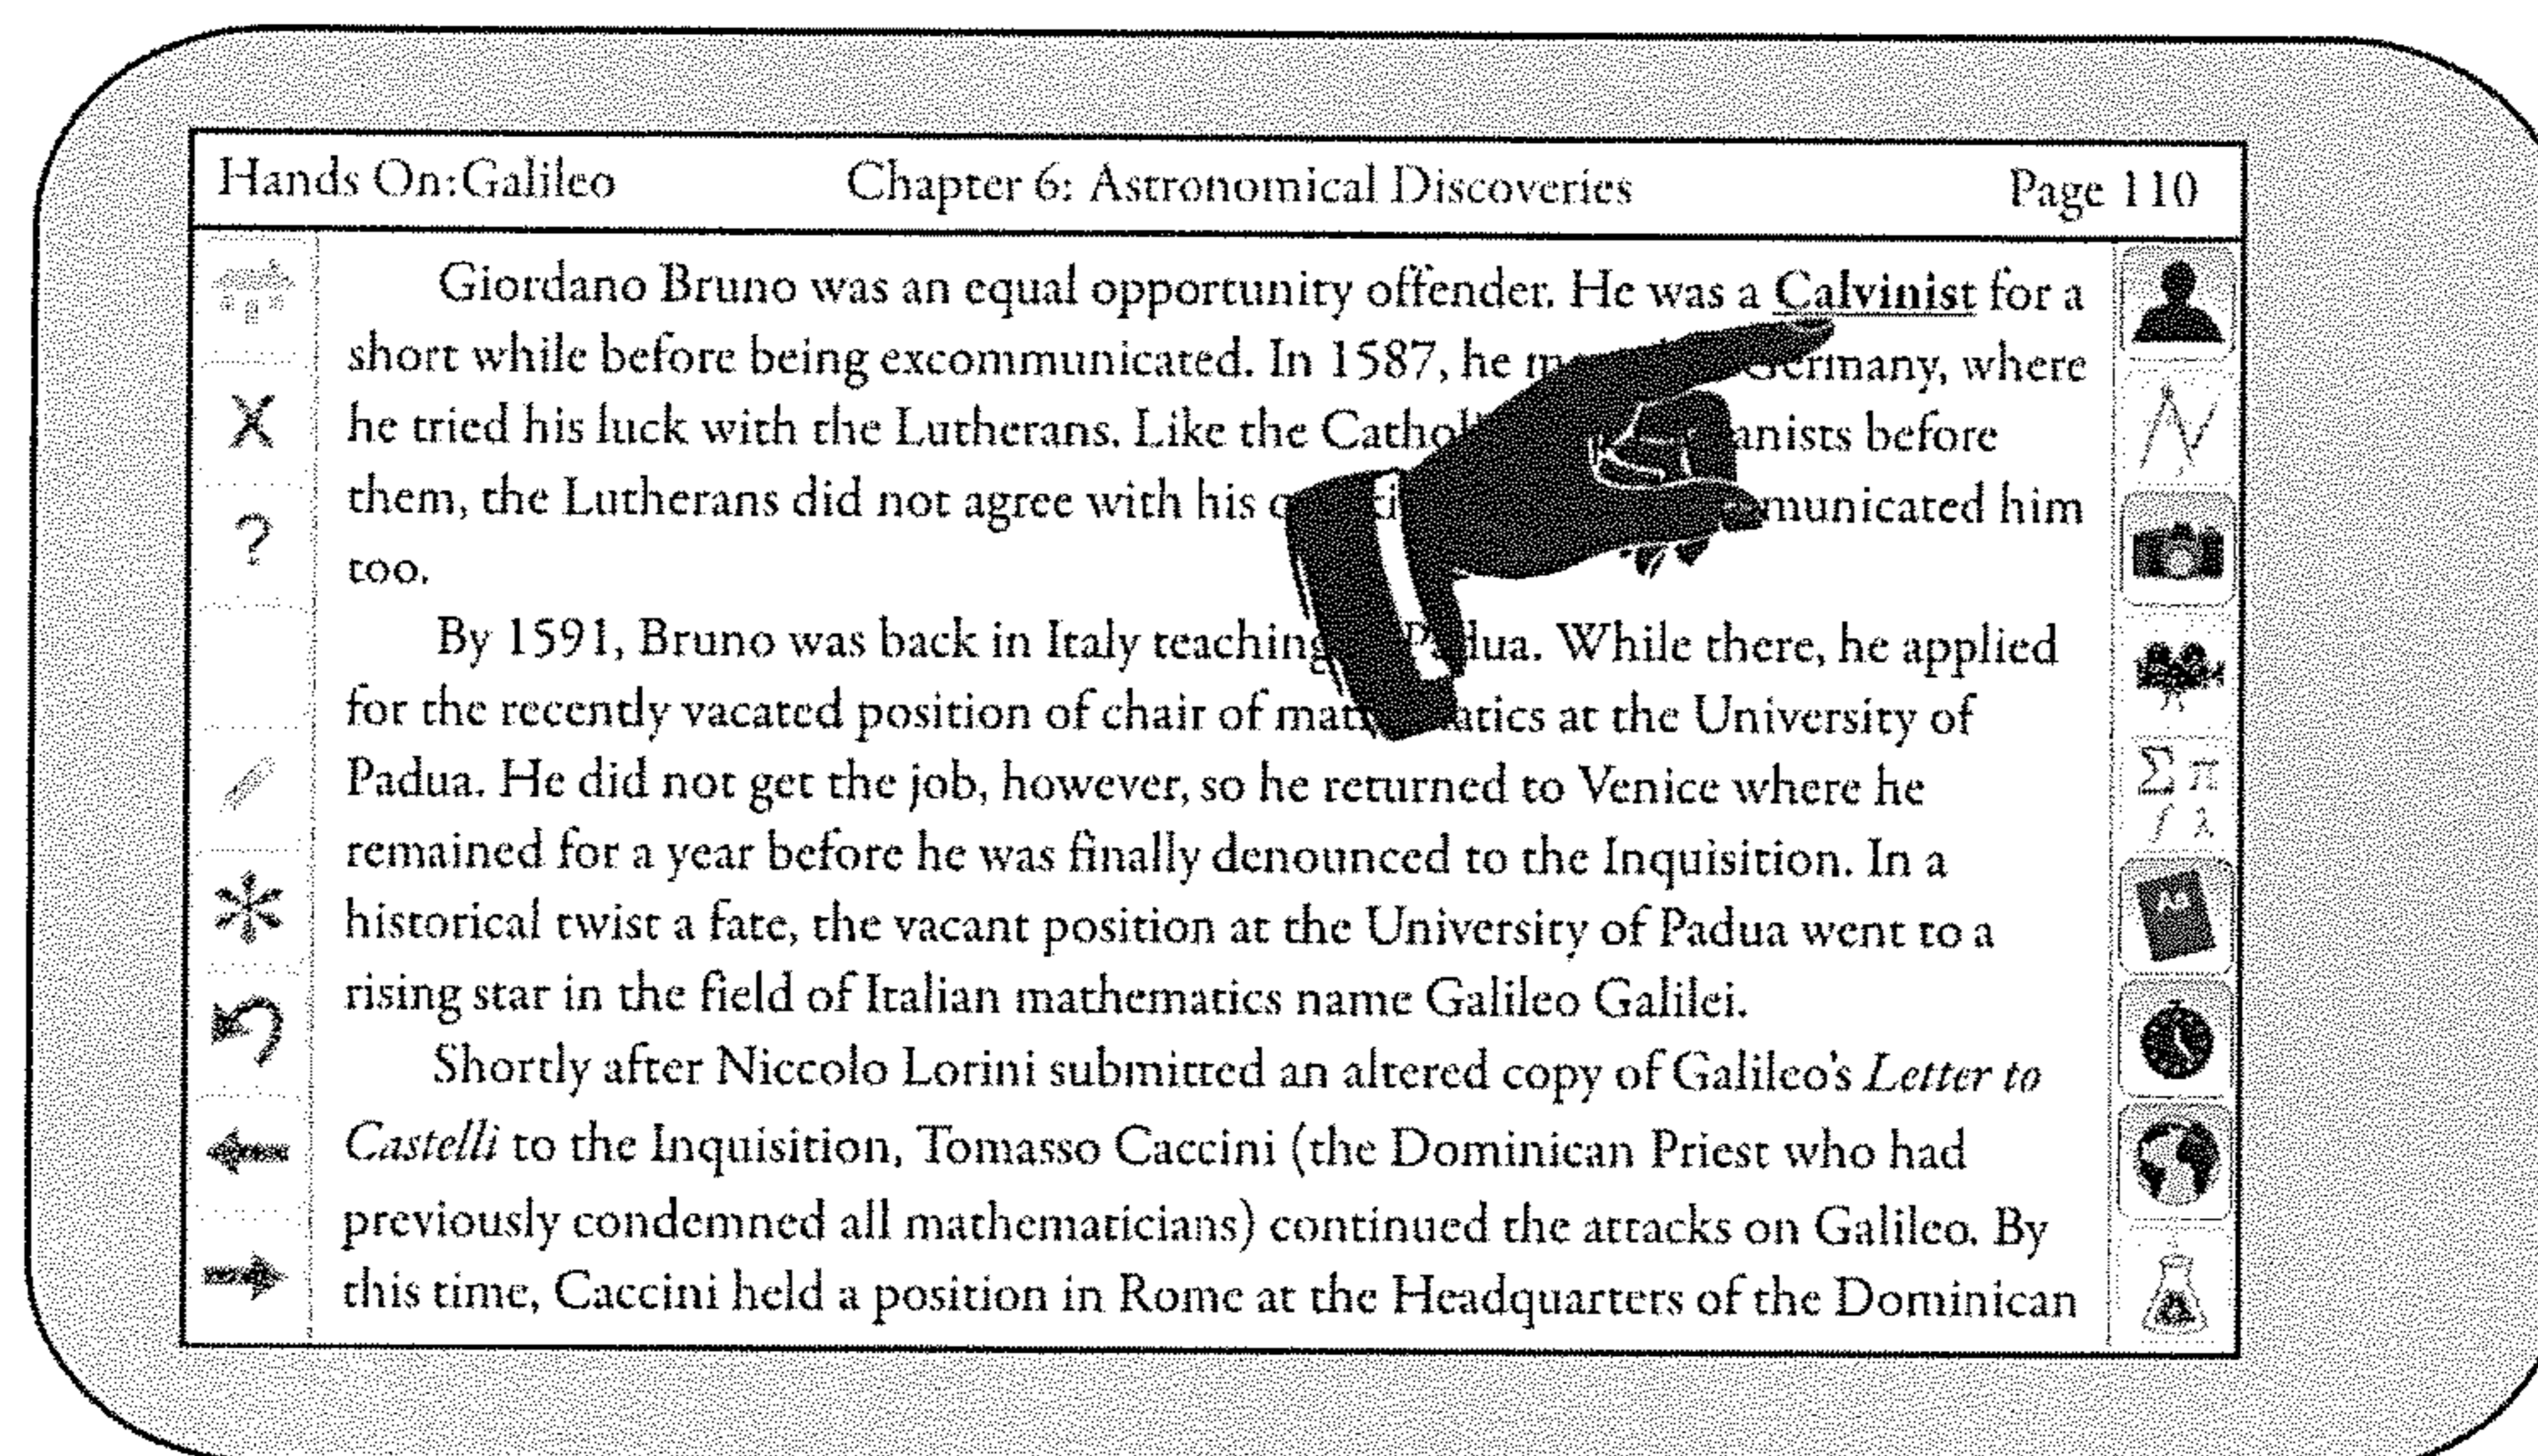 Hands On:Galileo Chapter 6: Astronomical Discoveries Page 110
Giordano Bruno was an equal opportunity offender. He was a Calvinist for a
short while before being excommunicated. In 1587, he Germany, where
he tried his luck with the Lutherans. Like the before
them, the Lutherans did not agree with his him
too.
By 1591, Bruno was back in Italy teaching Padua. While there, he applied
for the recently vacated position of chair of mathematics at the University of
Padua. He did not get the job, however, so he returned to Venice where he
remained for a year before he was finally denounced to the Inquisition. In a
historical twist a fate, the vacant position at the University of Padua went to a
rising star in the field of Italian mathematics name Galileo Galilei.
Shortly after Niccolo Lorini submitted an altered copy of Galileo's Letter to
Castelli to the Inquisition, Tomasso Caccini (the Dominican Priest who had
previously condemned all mathematicians) continued the attacks on Galileo. By
this time, Caccini held a position in Rome at the Headquarters of the Dominican
X
?
Σ π
∫ λ